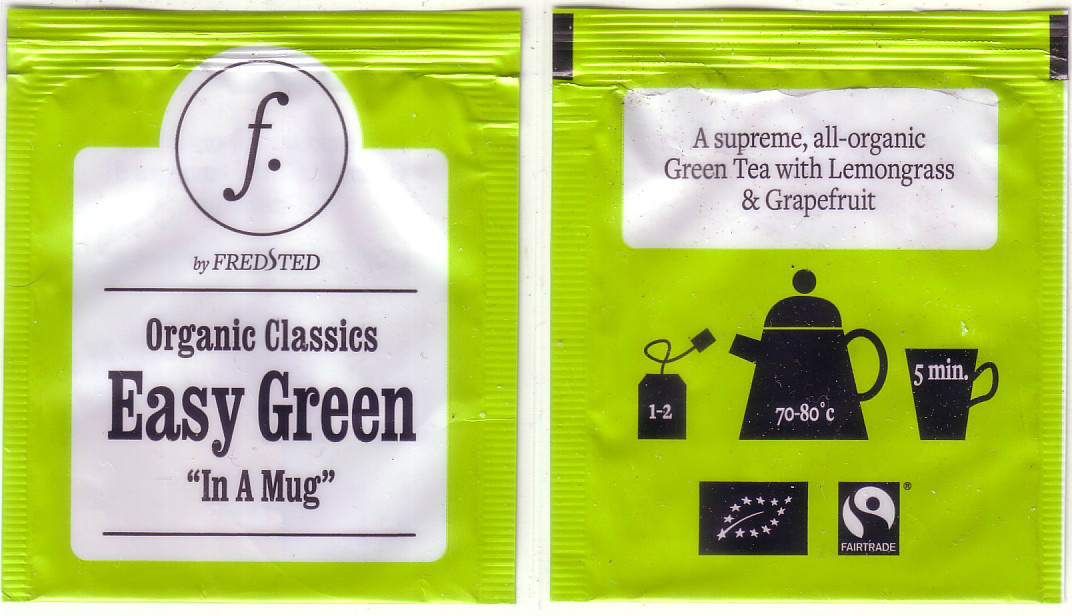 f.
by FREDSTED
Organic Classics
Easy Green
“In A Mug”
A supreme, all-organic
Green Tea with Lemongrass
& Grapefruit
1-2
70-80°c
5 min.
FAIRTRADE
®